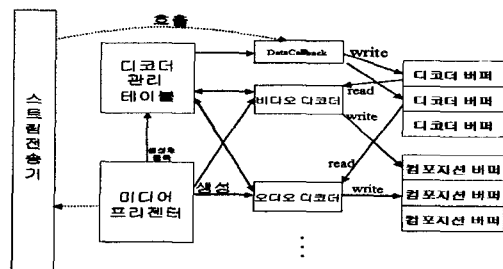 호출
DataCallback
write
디코더
관리
테이블
디코더 버퍼
read
비디오 디코더
디코더 버퍼
write
디코더 버퍼
스트림전송기
read
컴포지션 버퍼
미디어
프리젠터
생성
오디오 디코더
write
컴포지션 버퍼
컴포지션 버퍼